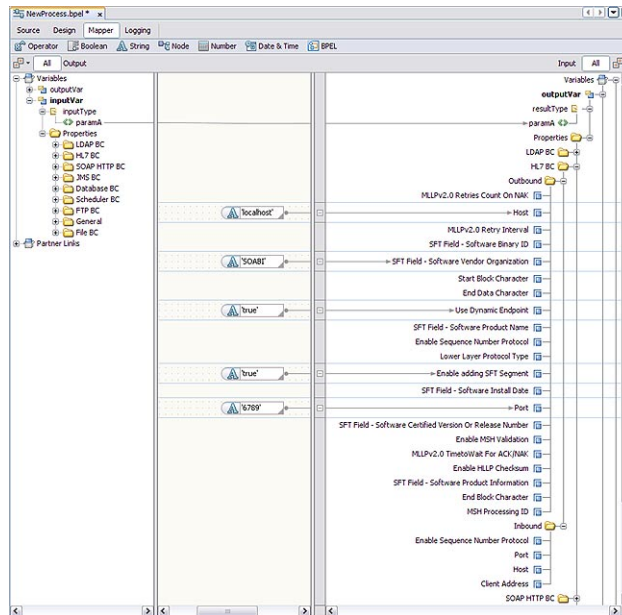 NewProcess.bpel *
Source Design Mapper Logging
Operator Boolean String Node Number Date & Time BPEL
All Output
Input All
Variables
outputVar
inputVar
inputType
paramA
Properties
LDAP BC
HL7 BC
SOAP HTTP BC
JMS BC
Database BC
Scheduler BC
FTP BC
General
File BC
Partner Links
'localhost'
'SOABI'
'true'
'true'
'6789'
Variables
outputVar
resultType
paramA
Properties
LDAP BC
HL7 BC
Outbound
MLLPv2.0 Retries Count On NAK
Host
MLLPv2.0 Retry Interval
SFT Field - Software Binary ID
SFT Field - Software Vendor Organization
Start Block Character
End Data Character
Use Dynamic Endpoint
SFT Field - Software Product Name
Enable Sequence Number Protocol
Lower Layer Protocol Type
Enable adding SFT Segment
SFT Field - Software Install Date
Port
SFT Field - Software Certified Version Or Release Number
Enable MSH Validation
MLLPv2.0 TimetoWait For ACK/NAK
Enable HLLP Checksum
SFT Field - Software Product Information
End Block Character
MSH Processing ID
Inbound
Enable Sequence Number Protocol
Port
Host
Client Address
SOAP HTTP BC